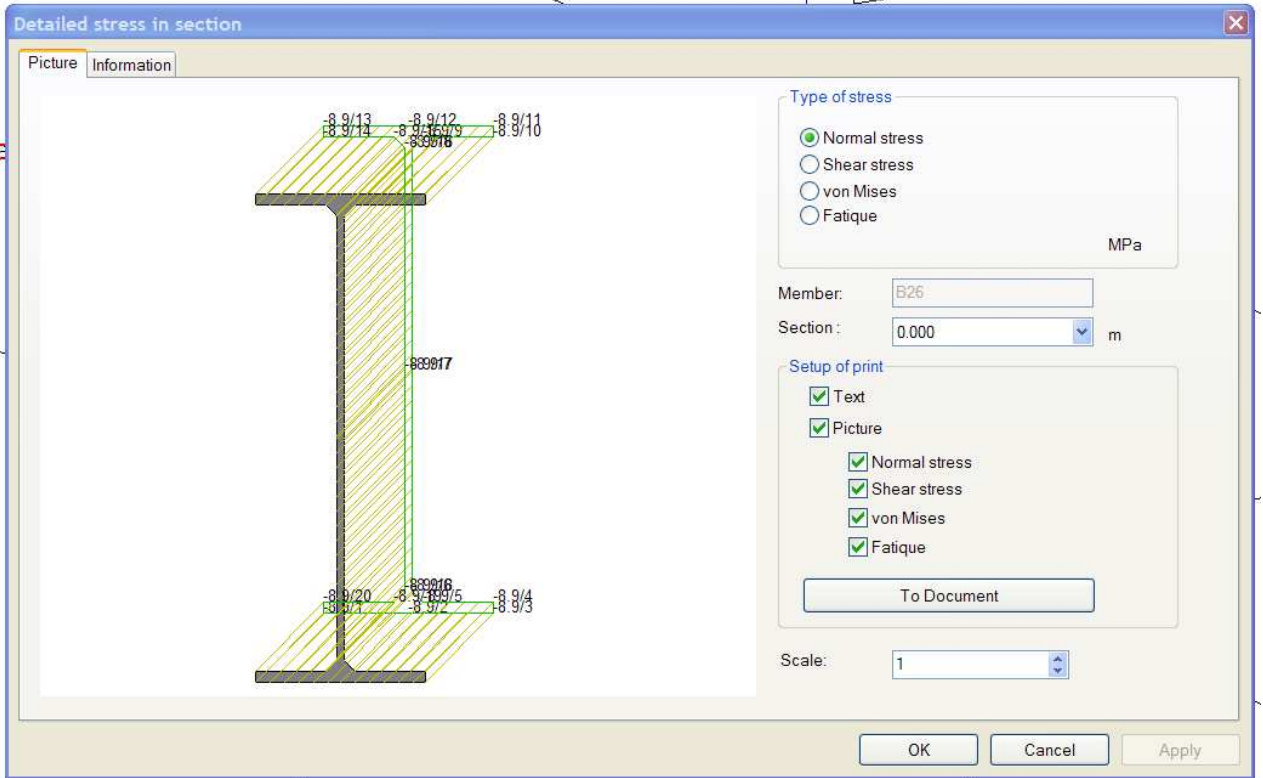 Detailed stress in section
Picture Information
-8.9/13 -8.9/12 -8.9/11
-8.9/14 -8.9/10
-8.9/20 -8.9/4
-8.9/1 -8.9/2 -8.9/3
Type of stress
Normal stress
Shear stress
von Mises
Fatique
MPa
Member: B26
Section : 0.000 m
Setup of print
Text
Picture
Normal stress
Shear stress
von Mises
Fatique
To Document
Scale: 1
OK Cancel Apply